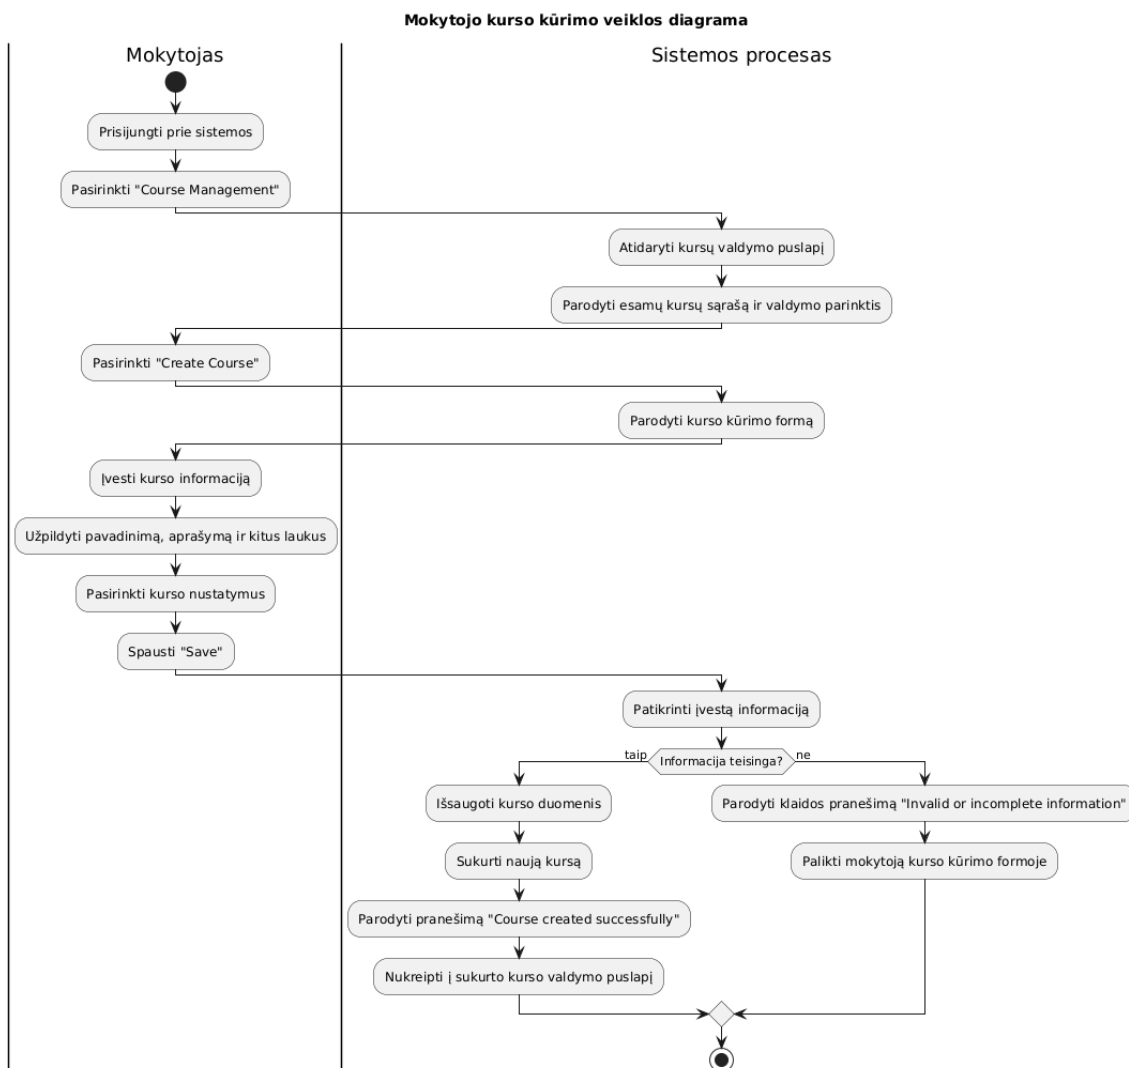 Mokytojo kurso kūrimo veiklos diagrama
Mokytojas
Sistemos procesas
Prisijungti prie sistemos
Pasirinkti "Course Management"
Atidaryti kursų valdymo puslapį
Parodyti esamų kursų sąrašą ir valdymo parinktis
Pasirinkti "Create Course"
Parodyti kurso kūrimo formą
Įvesti kurso informaciją
Užpildyti pavadinimą, aprašymą ir kitus laukus
Pasirinkti kurso nustatymus
Spausti "Save"
Patikrinti įvestą informaciją
taip
Informacija teisinga?
ne
Išsaugoti kurso duomenis
Parodyti klaidos pranešimą "Invalid or incomplete information"
Sukurti naują kursą
Palikti mokytoją kurso kūrimo formoje
Parodyti pranešimą "Course created successfully"
Nukreipti į sukurto kurso valdymo puslapį